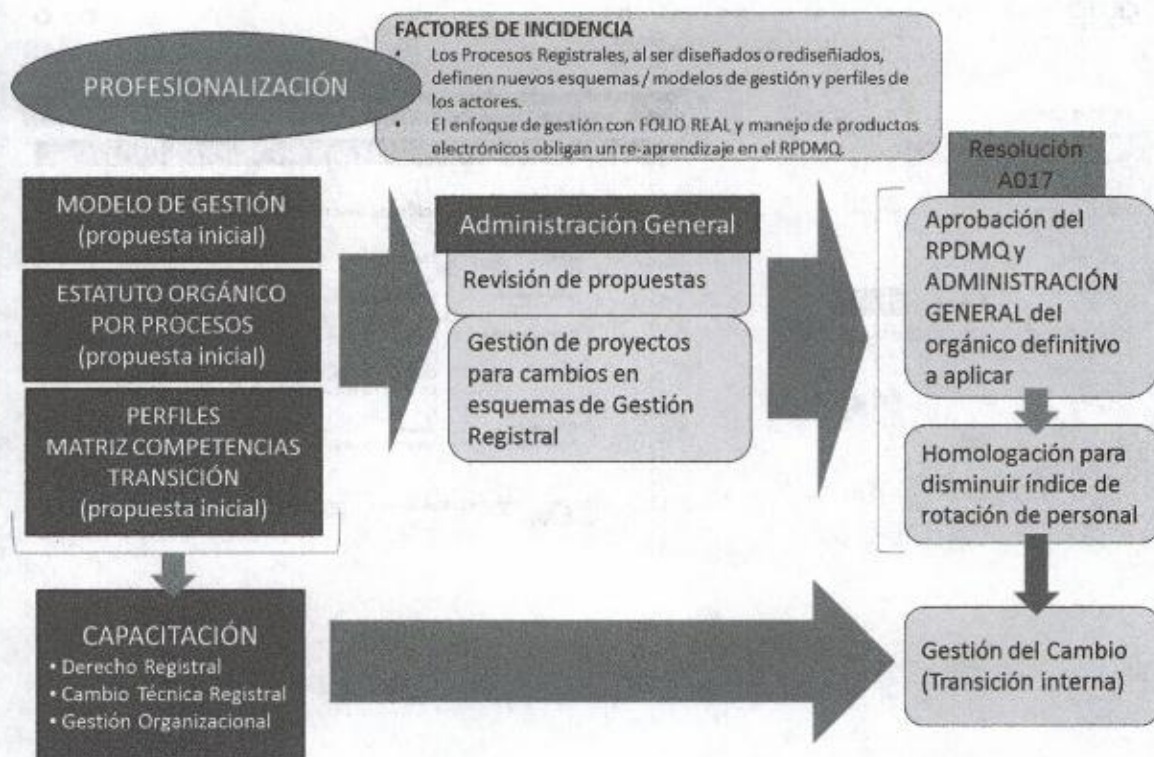 PROFESIONALIZACIÓN
FACTORES DE INCIDENCIA
• Los Procesos Registrales, al ser diseñados o rediseñiados,
definen nuevos esquemas / modelos de gestión y perfiles de
los actores.
• El enfoque de gestión con FOLIO REAL y manejo de productos
electrónicos obligan un re-aprendizaje en el RPDMQ.
MODELO DE GESTIÓN
(propuesta inicial)
ESTATUTO ORGÁNICO
POR PROCESOS
(propuesta inicial)
PERFILES
MATRIZ COMPETENCIAS
TRANSICIÓN
(propuesta inicial)
CAPACITACIÓN
• Derecho Registral
• Cambio Técnica Registral
• Gestión Organizacional
Administración General
Revisión de propuestas
Gestión de proyectos
para cambios en
esquemas de Gestión
Registral
Resolución
A017
Aprobación del
RPDMQ y
ADMINISTRACIÓN
GENERAL del
orgánico definitivo
a aplicar
Homologación para
disminuir índice de
rotación de personal
Gestión del Cambio
(Transición interna)